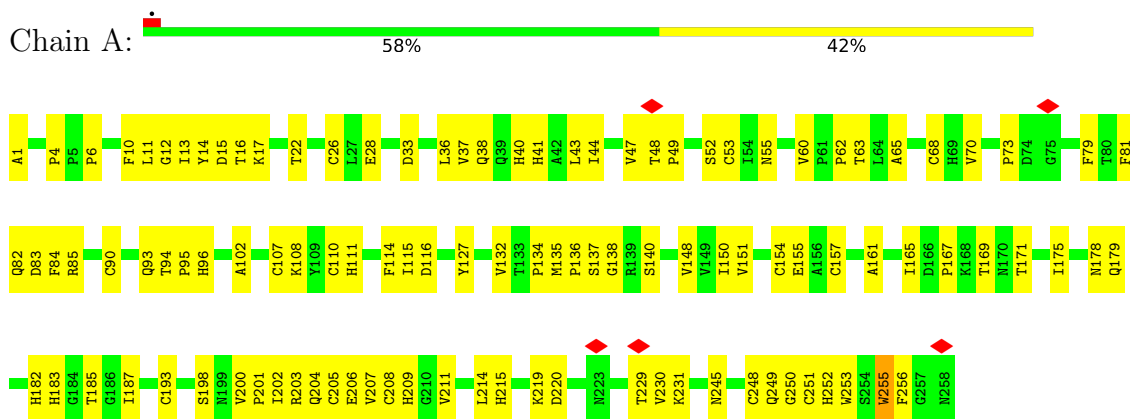 Chain A:
58% 42%
A1 P4 P5 P6 F10 L11 G12 I13 Y14 D15 T16 K17 T22 C26 L27 E28 D33 L36 V37 Q38 Q39 H40 H41 A42 L43 I44 V47 T48 P49 S52 C53 I54 N55 V60 P61 P62 T63 L64 A65 C68 H69 V70 P73 D74 G75 F79 T80 F81
Q82 D83 F84 R85 C90 Q93 T94 P95 H96 A102 C107 K108 Y109 C110 H111 F114 I115 D116 Y127 V132 T133 P134 M135 P136 S137 G138 R139 S140 V148 V149 I150 V151 C154 E155 A156 C157 A161 I165 D166 P167 K168 T169 N170 T171 I175 N178 Q179
H182 H183 G184 T185 G186 I187 C193 S198 N199 V200 P201 I202 R203 Q204 C205 E206 V207 C208 H209 G210 V211 L214 H215 K219 D220 N223 T229 V230 K231 N245 C248 Q249 G250 C251 H252 W253 S254 W255 F256 G257 N258